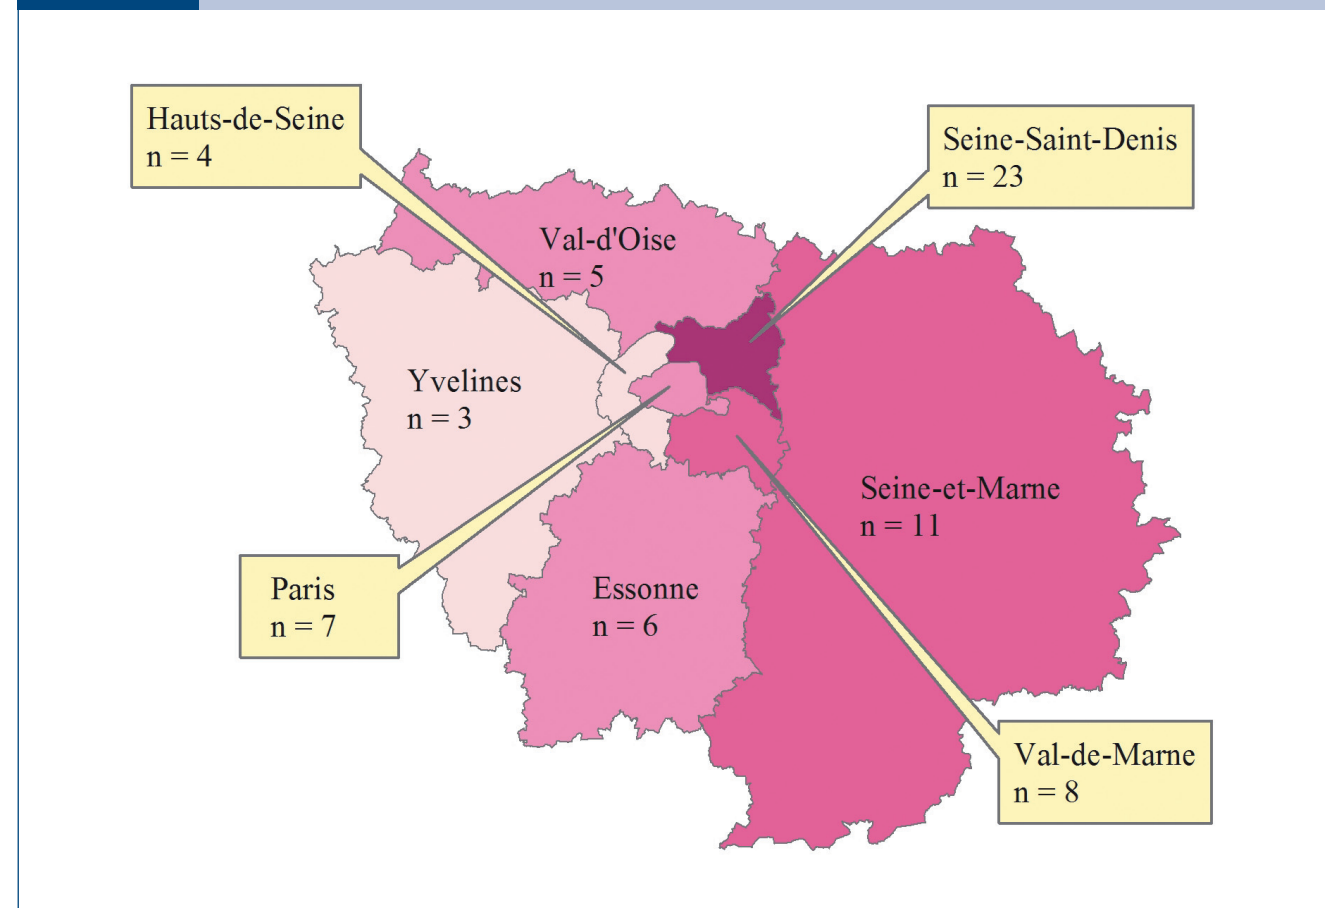 Hauts-de-Seine
n = 4
Seine-Saint-Denis
n = 23
Val-d'Oise
n = 5
Yvelines
n = 3
Seine-et-Marne
n = 11
Paris
n = 7
Essonne
n = 6
Val-de-Marne
n = 8